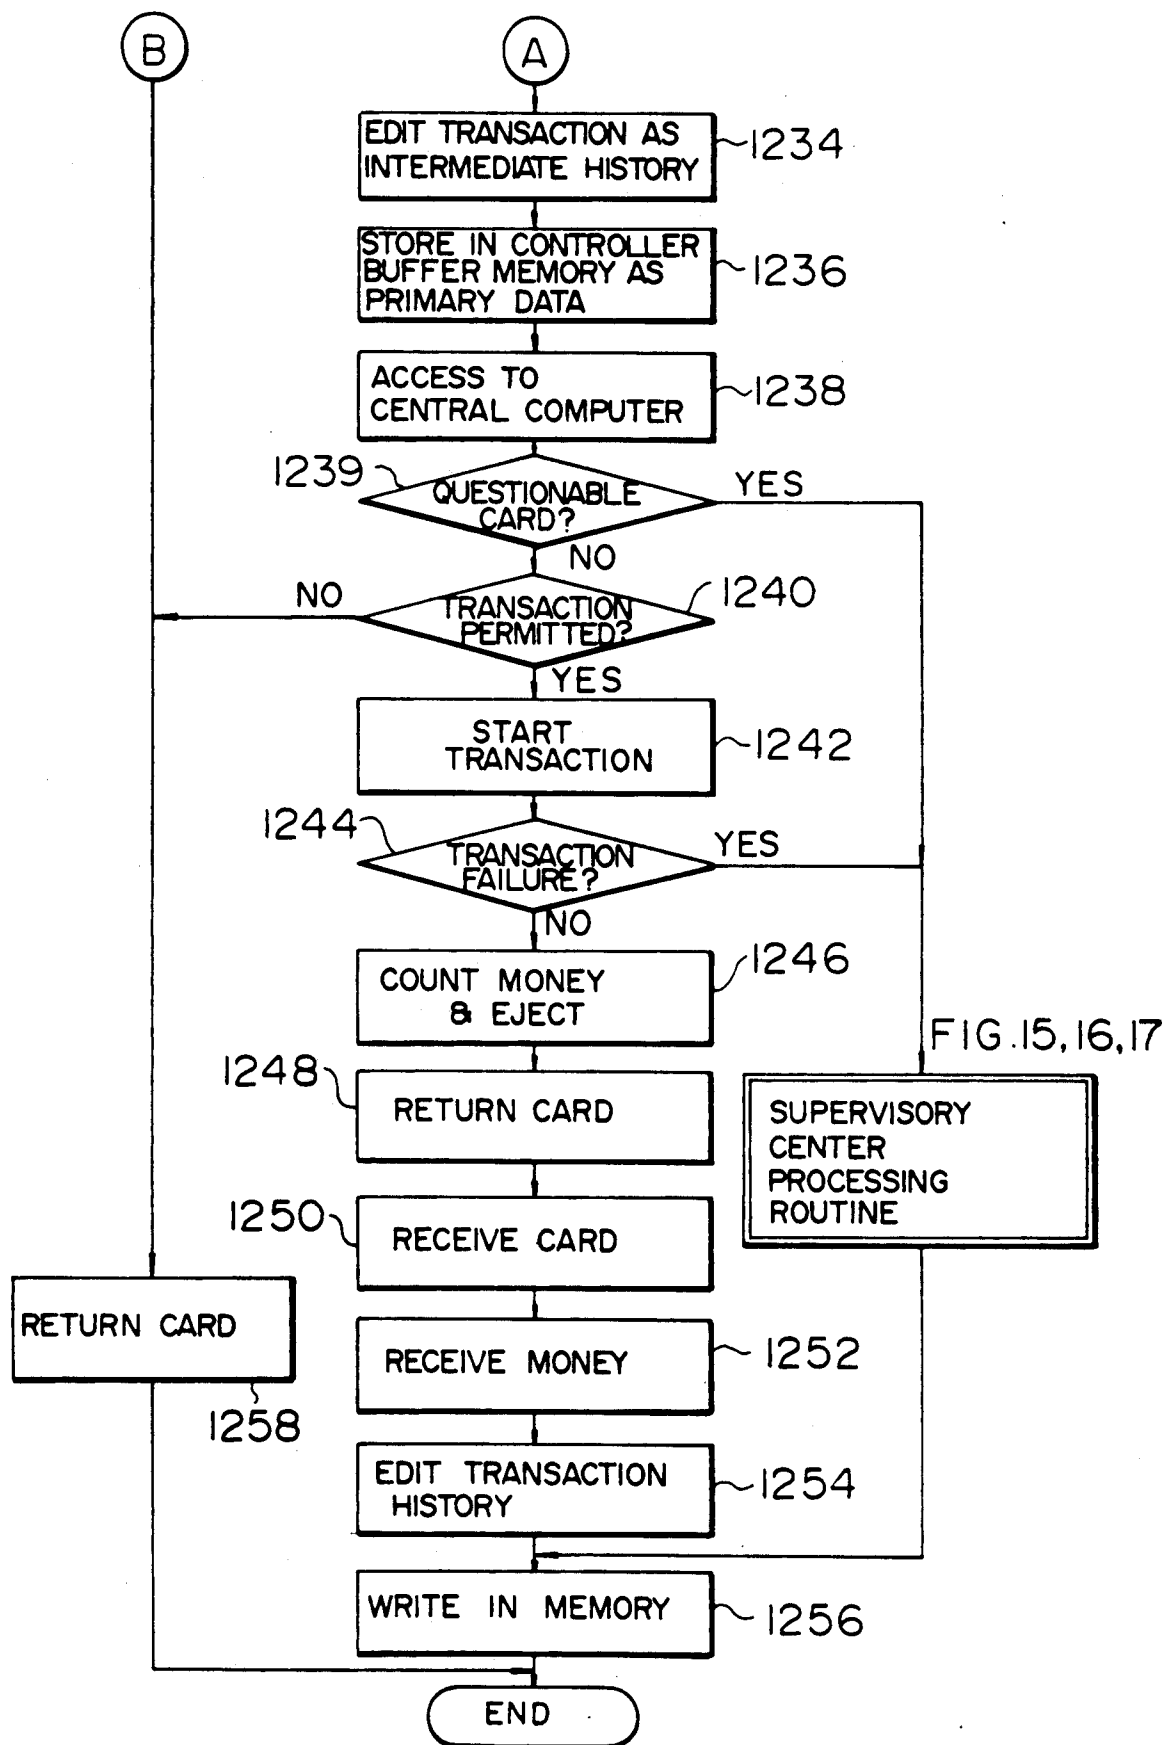 B
A
EDIT TRANSACTION AS
INTERMEDIATE HISTORY
1234
STORE IN CONTROLLER
BUFFER MEMORY AS
PRIMARY DATA
1236
ACCESS TO
CENTRAL COMPUTER
1238
1239
QUESTIONABLE
CARD?
YES
NO
NO
TRANSACTION
PERMITTED?
1240
YES
START
TRANSACTION
1242
1244
TRANSACTION
FAILURE?
YES
NO
COUNT MONEY
& EJECT
1246
FIG.15,16,17
1248
RETURN CARD
SUPERVISORY
CENTER
PROCESSING
ROUTINE
1250
RECEIVE CARD
RETURN CARD
1258
RECEIVE MONEY
1252
EDIT TRANSACTION
HISTORY
1254
WRITE IN MEMORY
1256
END